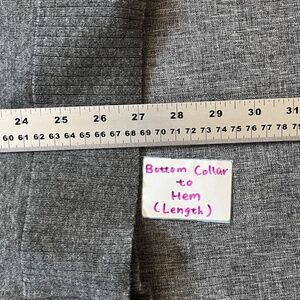 24 25 26 27 28 29 30 31
60 61 62 63 64 65 66 67 68 69 70 71 72 73 74 75 76 77 78
Bottom Collar
to
Hem
(Length)